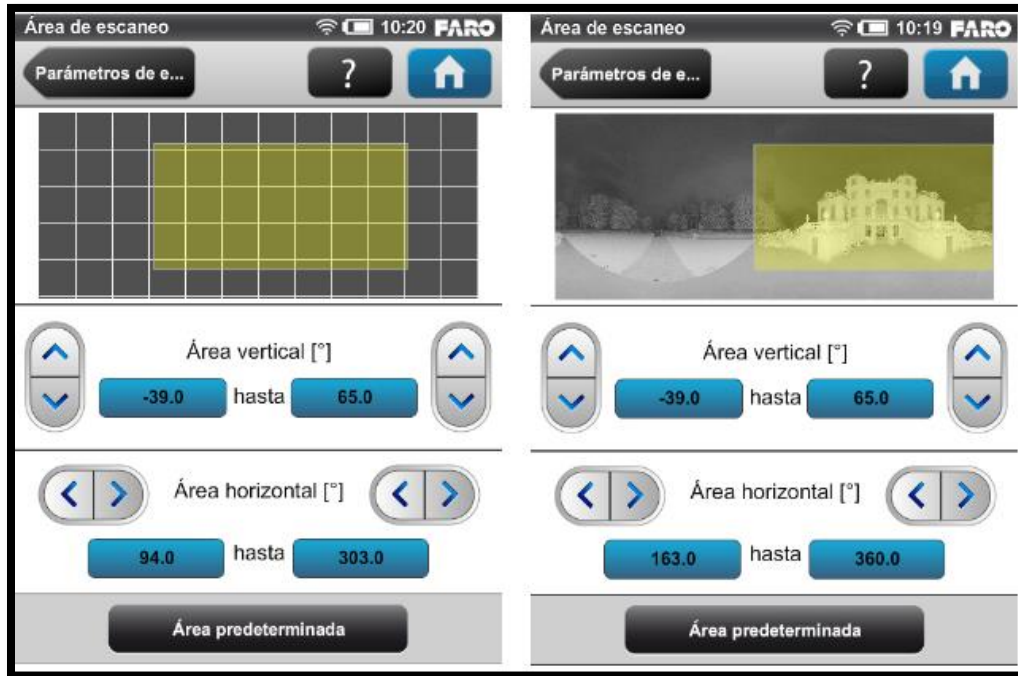 Área de escaneo 10:20 FARO
Parámetros de e... ?
Área vertical [°]
-39.0 hasta 65.0
Área horizontal [°]
94.0 hasta 303.0
Área predeterminada
Área de escaneo 10:19 FARO
Parámetros de e... ?
Área vertical [°]
-39.0 hasta 65.0
Área horizontal [°]
163.0 hasta 360.0
Área predeterminada